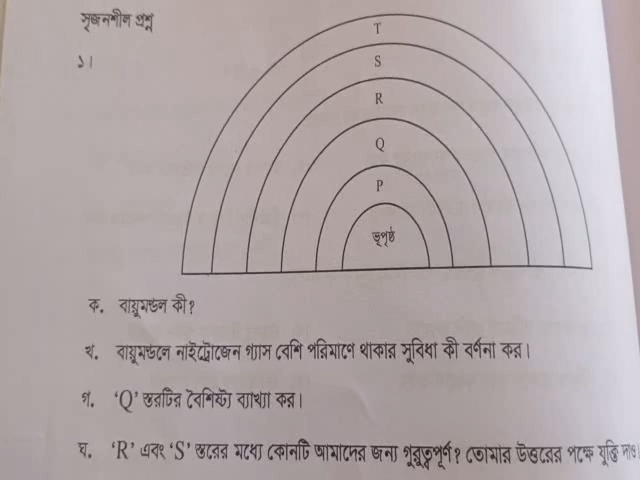 সৃজনশীল প্রশ্ন
১।
T
S
R
Q
P
ভূপৃষ্ঠ
ক. বায়ুমণ্ডল কী?
খ. বায়ুমণ্ডলে নাইট্রোজেন গ্যাস বেশি পরিমাণে থাকার সুবিধা কী বর্ণনা কর।
গ. ‘Q’ স্তরটির বৈশিষ্ট্য ব্যাখ্যা কর।
ঘ. ‘R’ এবং ‘S’ স্তরের মধ্যে কোনটি আমাদের জন্য গুরুত্বপূর্ণ? তোমার উত্তরের পক্ষে যুক্তি দাও